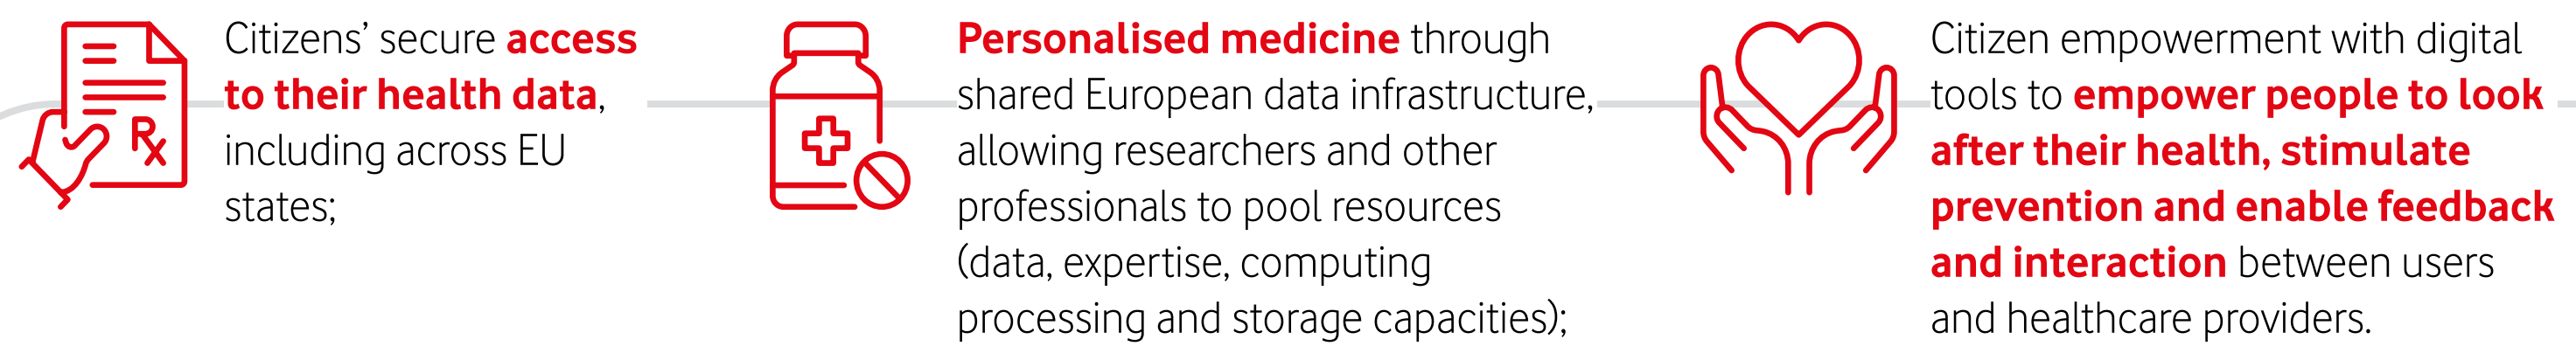 Rx
Citizens’ secure access
to their health data,
including across EU
states;
Personalised medicine through
shared European data infrastructure,
allowing researchers and other
professionals to pool resources
(data, expertise, computing
processing and storage capacities);
Citizen empowerment with digital
tools to empower people to look
after their health, stimulate
prevention and enable feedback
and interaction between users
and healthcare providers.